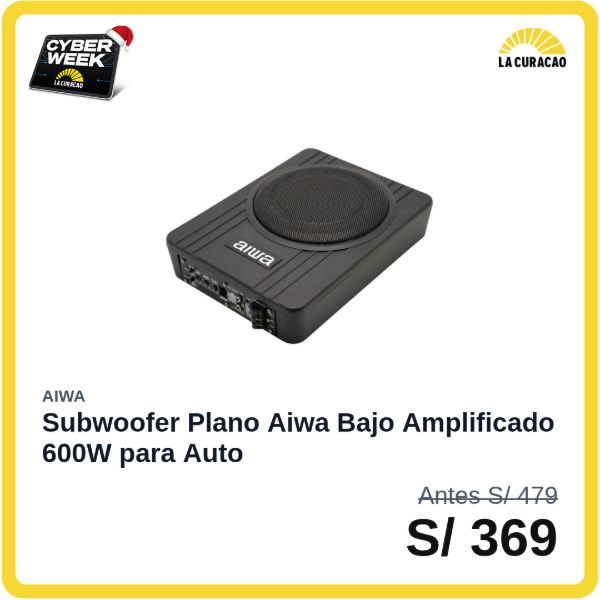 CYBER
WEEK
LA CURACAO
LA CURACAO
aiwa
AIWA
Subwoofer Plano Aiwa Bajo Amplificado
600W para Auto
Antes S/ 479
S/ 369